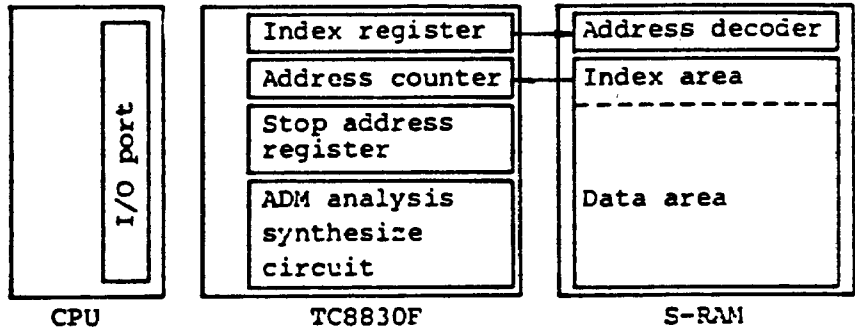 I/O port
CPU
Index register
Address counter
Stop address
register
ADM analysis
synthesize
circuit
TC8830F
Address decoder
Index area
Data area
S-RAM